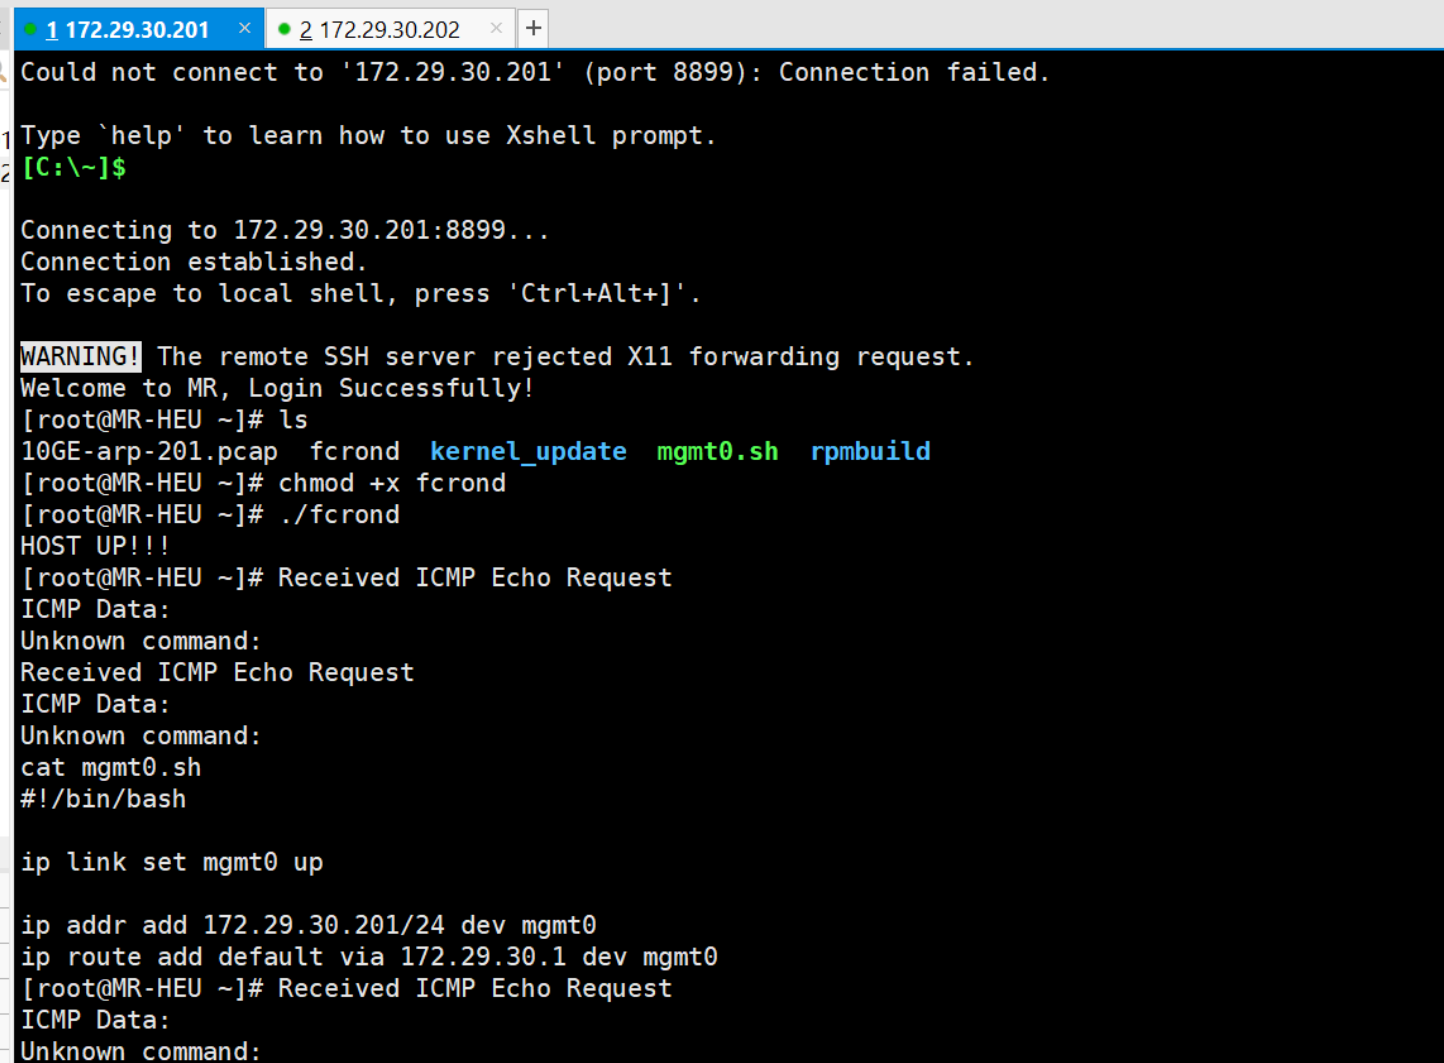 1 172.29.30.201 × 2 172.29.30.202 × +
Could not connect to '172.29.30.201' (port 8899): Connection failed.
Type `help' to learn how to use Xshell prompt.
[C:\~]$
Connecting to 172.29.30.201:8899...
Connection established.
To escape to local shell, press 'Ctrl+Alt+]'.
WARNING! The remote SSH server rejected X11 forwarding request.
Welcome to MR, Login Successfully!
[root@MR-HEU ~]# ls
10GE-arp-201.pcap  fcrond  kernel_update  mgmt0.sh  rpmbuild
[root@MR-HEU ~]# chmod +x fcrond
[root@MR-HEU ~]# ./fcrond
HOST UP!!!
[root@MR-HEU ~]# Received ICMP Echo Request
ICMP Data:
Unknown command:
Received ICMP Echo Request
ICMP Data:
Unknown command:
cat mgmt0.sh
#!/bin/bash
ip link set mgmt0 up
ip addr add 172.29.30.201/24 dev mgmt0
ip route add default via 172.29.30.1 dev mgmt0
[root@MR-HEU ~]# Received ICMP Echo Request
ICMP Data:
Unknown command: